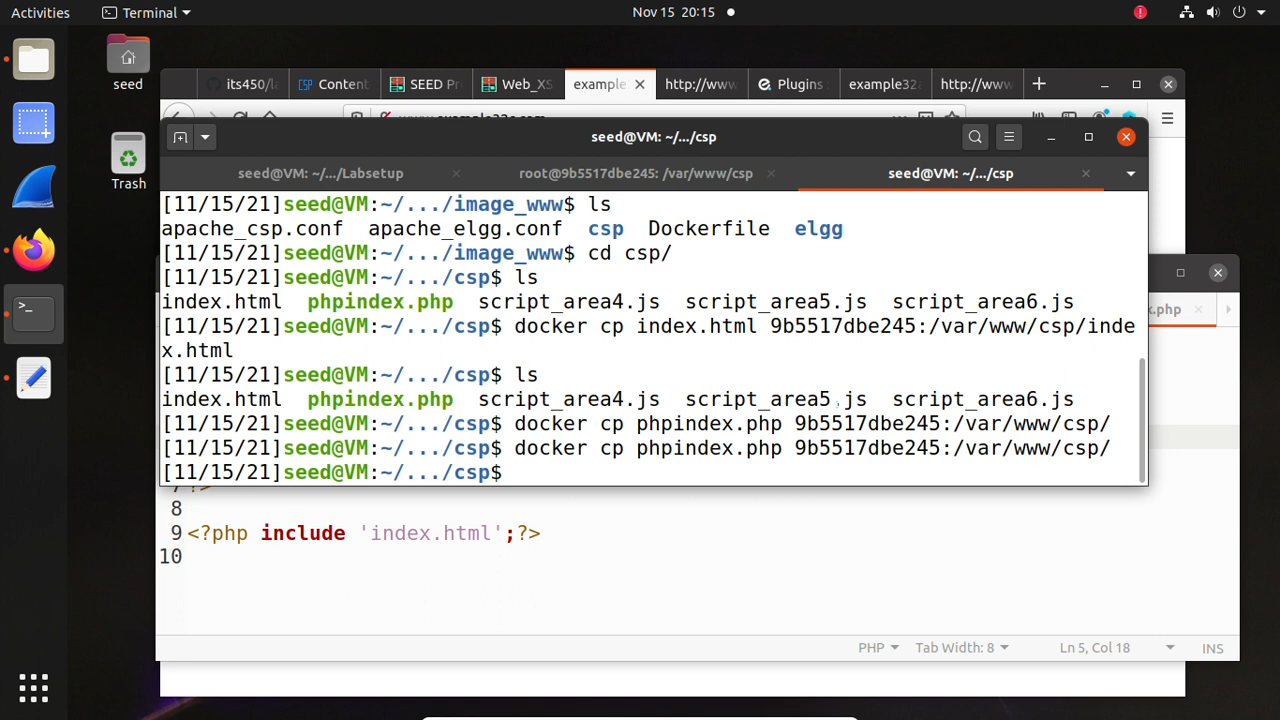 Activities
Terminal
Nov 15 20:15
seed
Trash
its450/la
Conten
SEED Pr
Web_XS
example
http://www
Plugins
example32
http://www
seed@VM: ~/.../csp
seed@VM: ~/.../Labsetup
root@9b5517dbe245: /var/www/csp
seed@VM: ~/.../csp
[11/15/21]seed@VM:~/.../image_www$ ls
apache_csp.conf apache_elgg.conf csp Dockerfile elgg
[11/15/21]seed@VM:~/.../image_www$ cd csp/
[11/15/21]seed@VM:~/.../csp$ ls
index.html phpindex.php script_area4.js script_area5.js script_area6.js
[11/15/21]seed@VM:~/.../csp$ docker cp index.html 9b5517dbe245:/var/www/csp/inde
x.html
[11/15/21]seed@VM:~/.../csp$ ls
index.html phpindex.php script_area4.js script_area5.js script_area6.js
[11/15/21]seed@VM:~/.../csp$ docker cp phpindex.php 9b5517dbe245:/var/www/csp/
[11/15/21]seed@VM:~/.../csp$ docker cp phpindex.php 9b5517dbe245:/var/www/csp/
[11/15/21]seed@VM:~/.../csp$
x.php
8
9 <?php include 'index.html';?>
10
PHP
Tab Width: 8
Ln 5, Col 18
INS